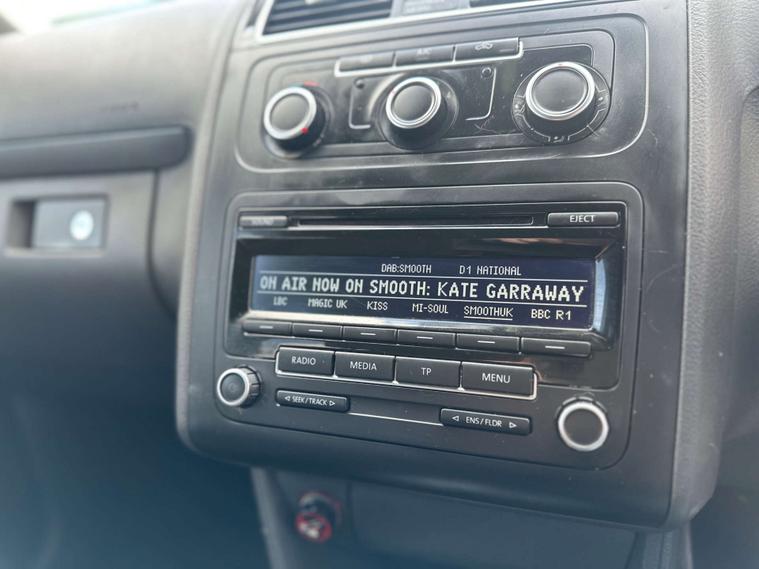 A/C
SOUND
EJECT
DAB:SMOOTH D1 NATIONAL
ON AIR NOW ON SMOOTH: KATE GARRAWAY
LBC MAGIC UK KISS MI-SOUL SMOOTHUK BBC R1
RADIO MEDIA TP MENU
◁ SEEK/TRACK ▷ ◁ ENS/FLDR ▷